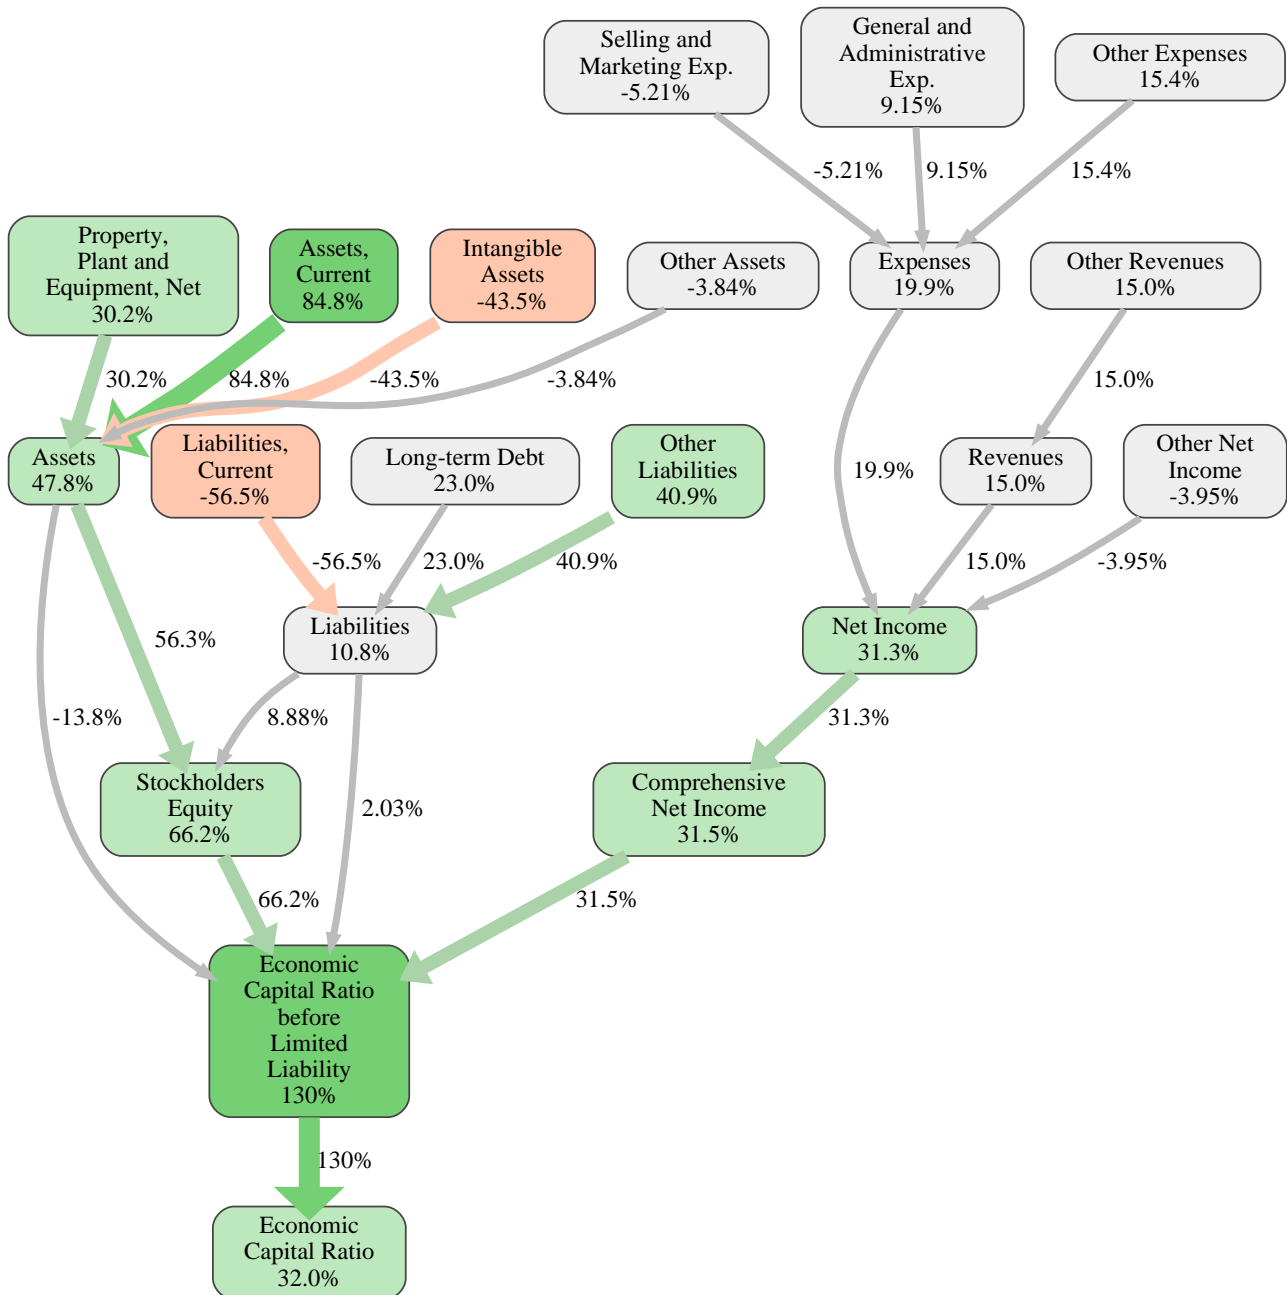 Selling and
Marketing Exp.
-5.21%
General and
Administrative
Exp.
9.15%
Other Expenses
15.4%
-5.21%
9.15%
15.4%
Property,
Plant and
Equipment, Net
30.2%
Assets,
Current
84.8%
Intangible
Assets
-43.5%
Other Assets
-3.84%
Expenses
19.9%
Other Revenues
15.0%
30.2%
84.8%
-43.5%
-3.84%
15.0%
Assets
47.8%
Liabilities,
Current
-56.5%
Long-term Debt
23.0%
Other
Liabilities
40.9%
19.9%
Revenues
15.0%
Other Net
Income
-3.95%
-56.5%
23.0%
40.9%
15.0%
-3.95%
56.3%
Liabilities
10.8%
Net Income
31.3%
-13.8%
8.88%
31.3%
Stockholders
Equity
66.2%
2.03%
Comprehensive
Net Income
31.5%
66.2%
31.5%
Economic
Capital Ratio
before
Limited
Liability
130%
130%
Economic
Capital Ratio
32.0%